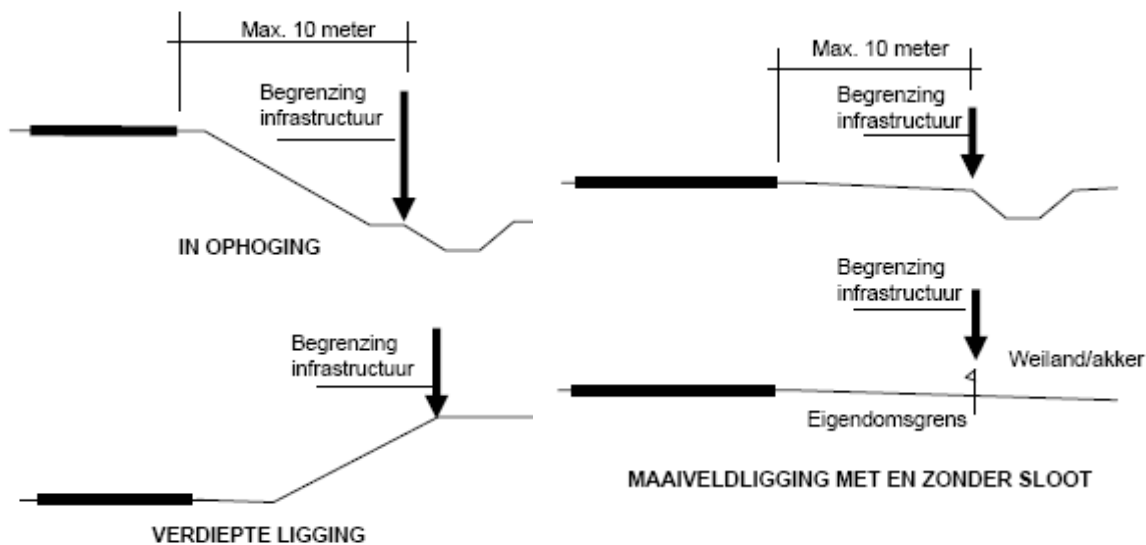 Max. 10 meter
Begrenzing
infrastructuur
IN OPHOGING
Begrenzing
infrastructuur
VERDIEPTE LIGGING
Max. 10 meter
Begrenzing
infrastructuur
Begrenzing
infrastructuur
Weiland/akker
Eigendomsgrens
MAAIVELDLIGGING MET EN ZONDER SLOOT